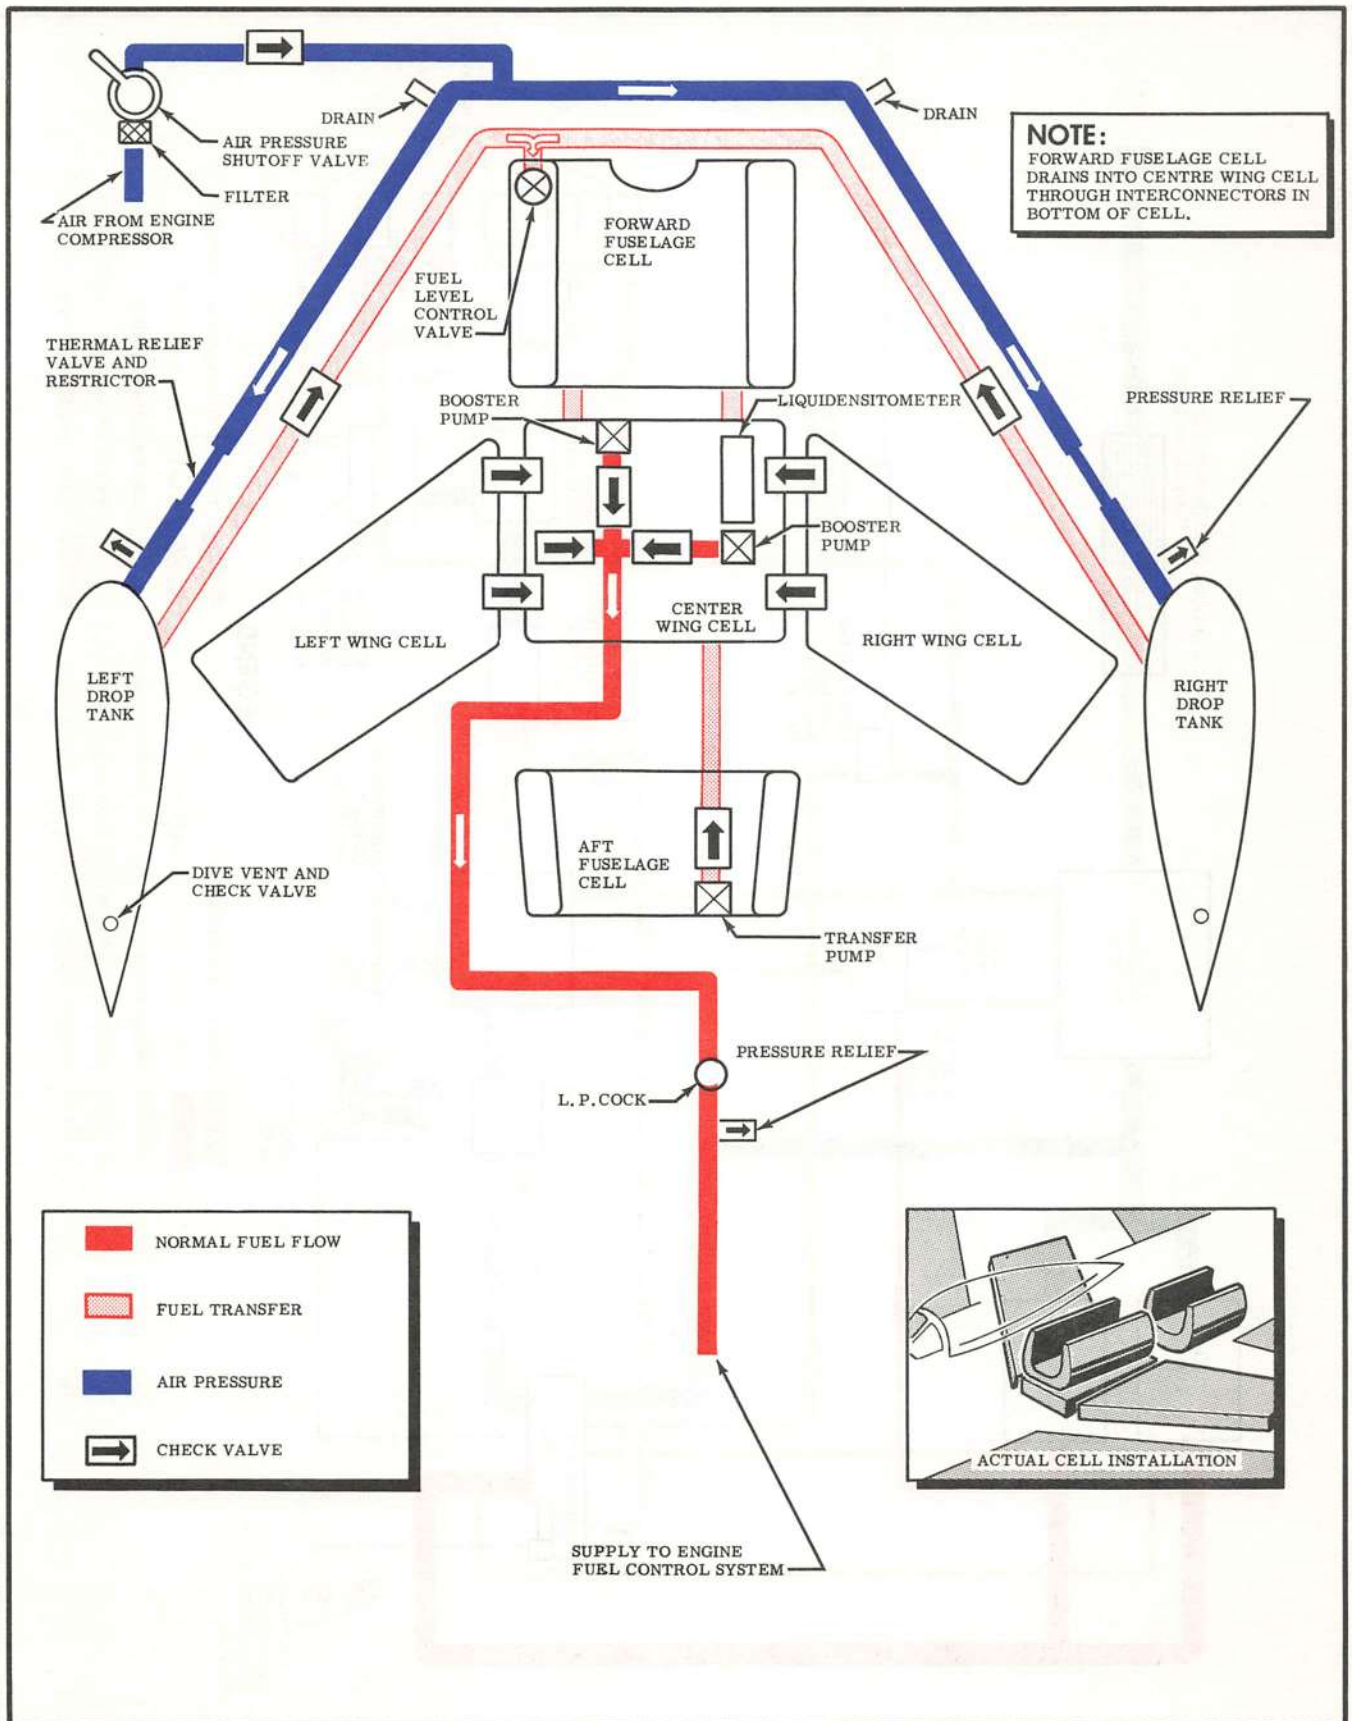 DRAIN
AIR PRESSURE
SHUTOFF VALVE
FILTER
AIR FROM ENGINE
COMPRESSOR
DRAIN
NOTE:
FORWARD FUSELAGE CELL
DRAINS INTO CENTRE WING CELL
THROUGH INTERCONNECTORS IN
BOTTOM OF CELL.
FORWARD
FUSELAGE
CELL
FUEL
LEVEL
CONTROL
VALVE
THERMAL RELIEF
VALVE AND
RESTRICTOR
BOOSTER
PUMP
LIQUIDENSITOMETER
PRESSURE RELIEF
BOOSTER
PUMP
CENTER
WING CELL
LEFT WING CELL
RIGHT WING CELL
LEFT
DROP
TANK
RIGHT
DROP
TANK
AFT
FUSELAGE
CELL
DIVE VENT AND
CHECK VALVE
TRANSFER
PUMP
PRESSURE RELIEF
L.P.COCK
NORMAL FUEL FLOW
FUEL TRANSFER
AIR PRESSURE
CHECK VALVE
ACTUAL CELL INSTALLATION
SUPPLY TO ENGINE
FUEL CONTROL SYSTEM